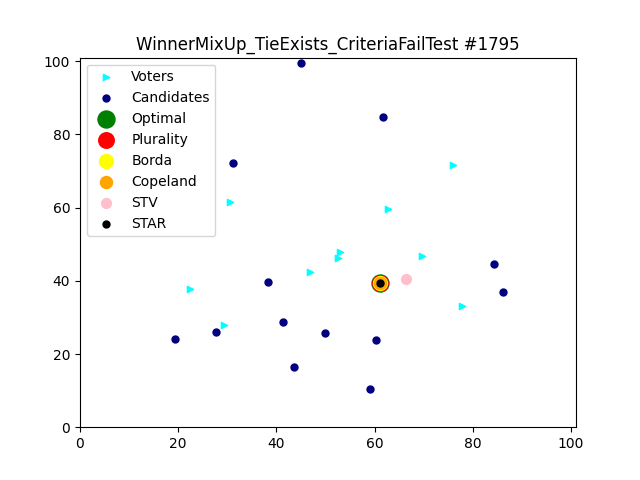 WinnerMixUp_TieExists_CriteriaFailTest #1795
100
80
60
40
20
0
Voters
Candidates
Optimal
Plurality
Borda
Copeland
STV
STAR
0
20
40
60
80
100